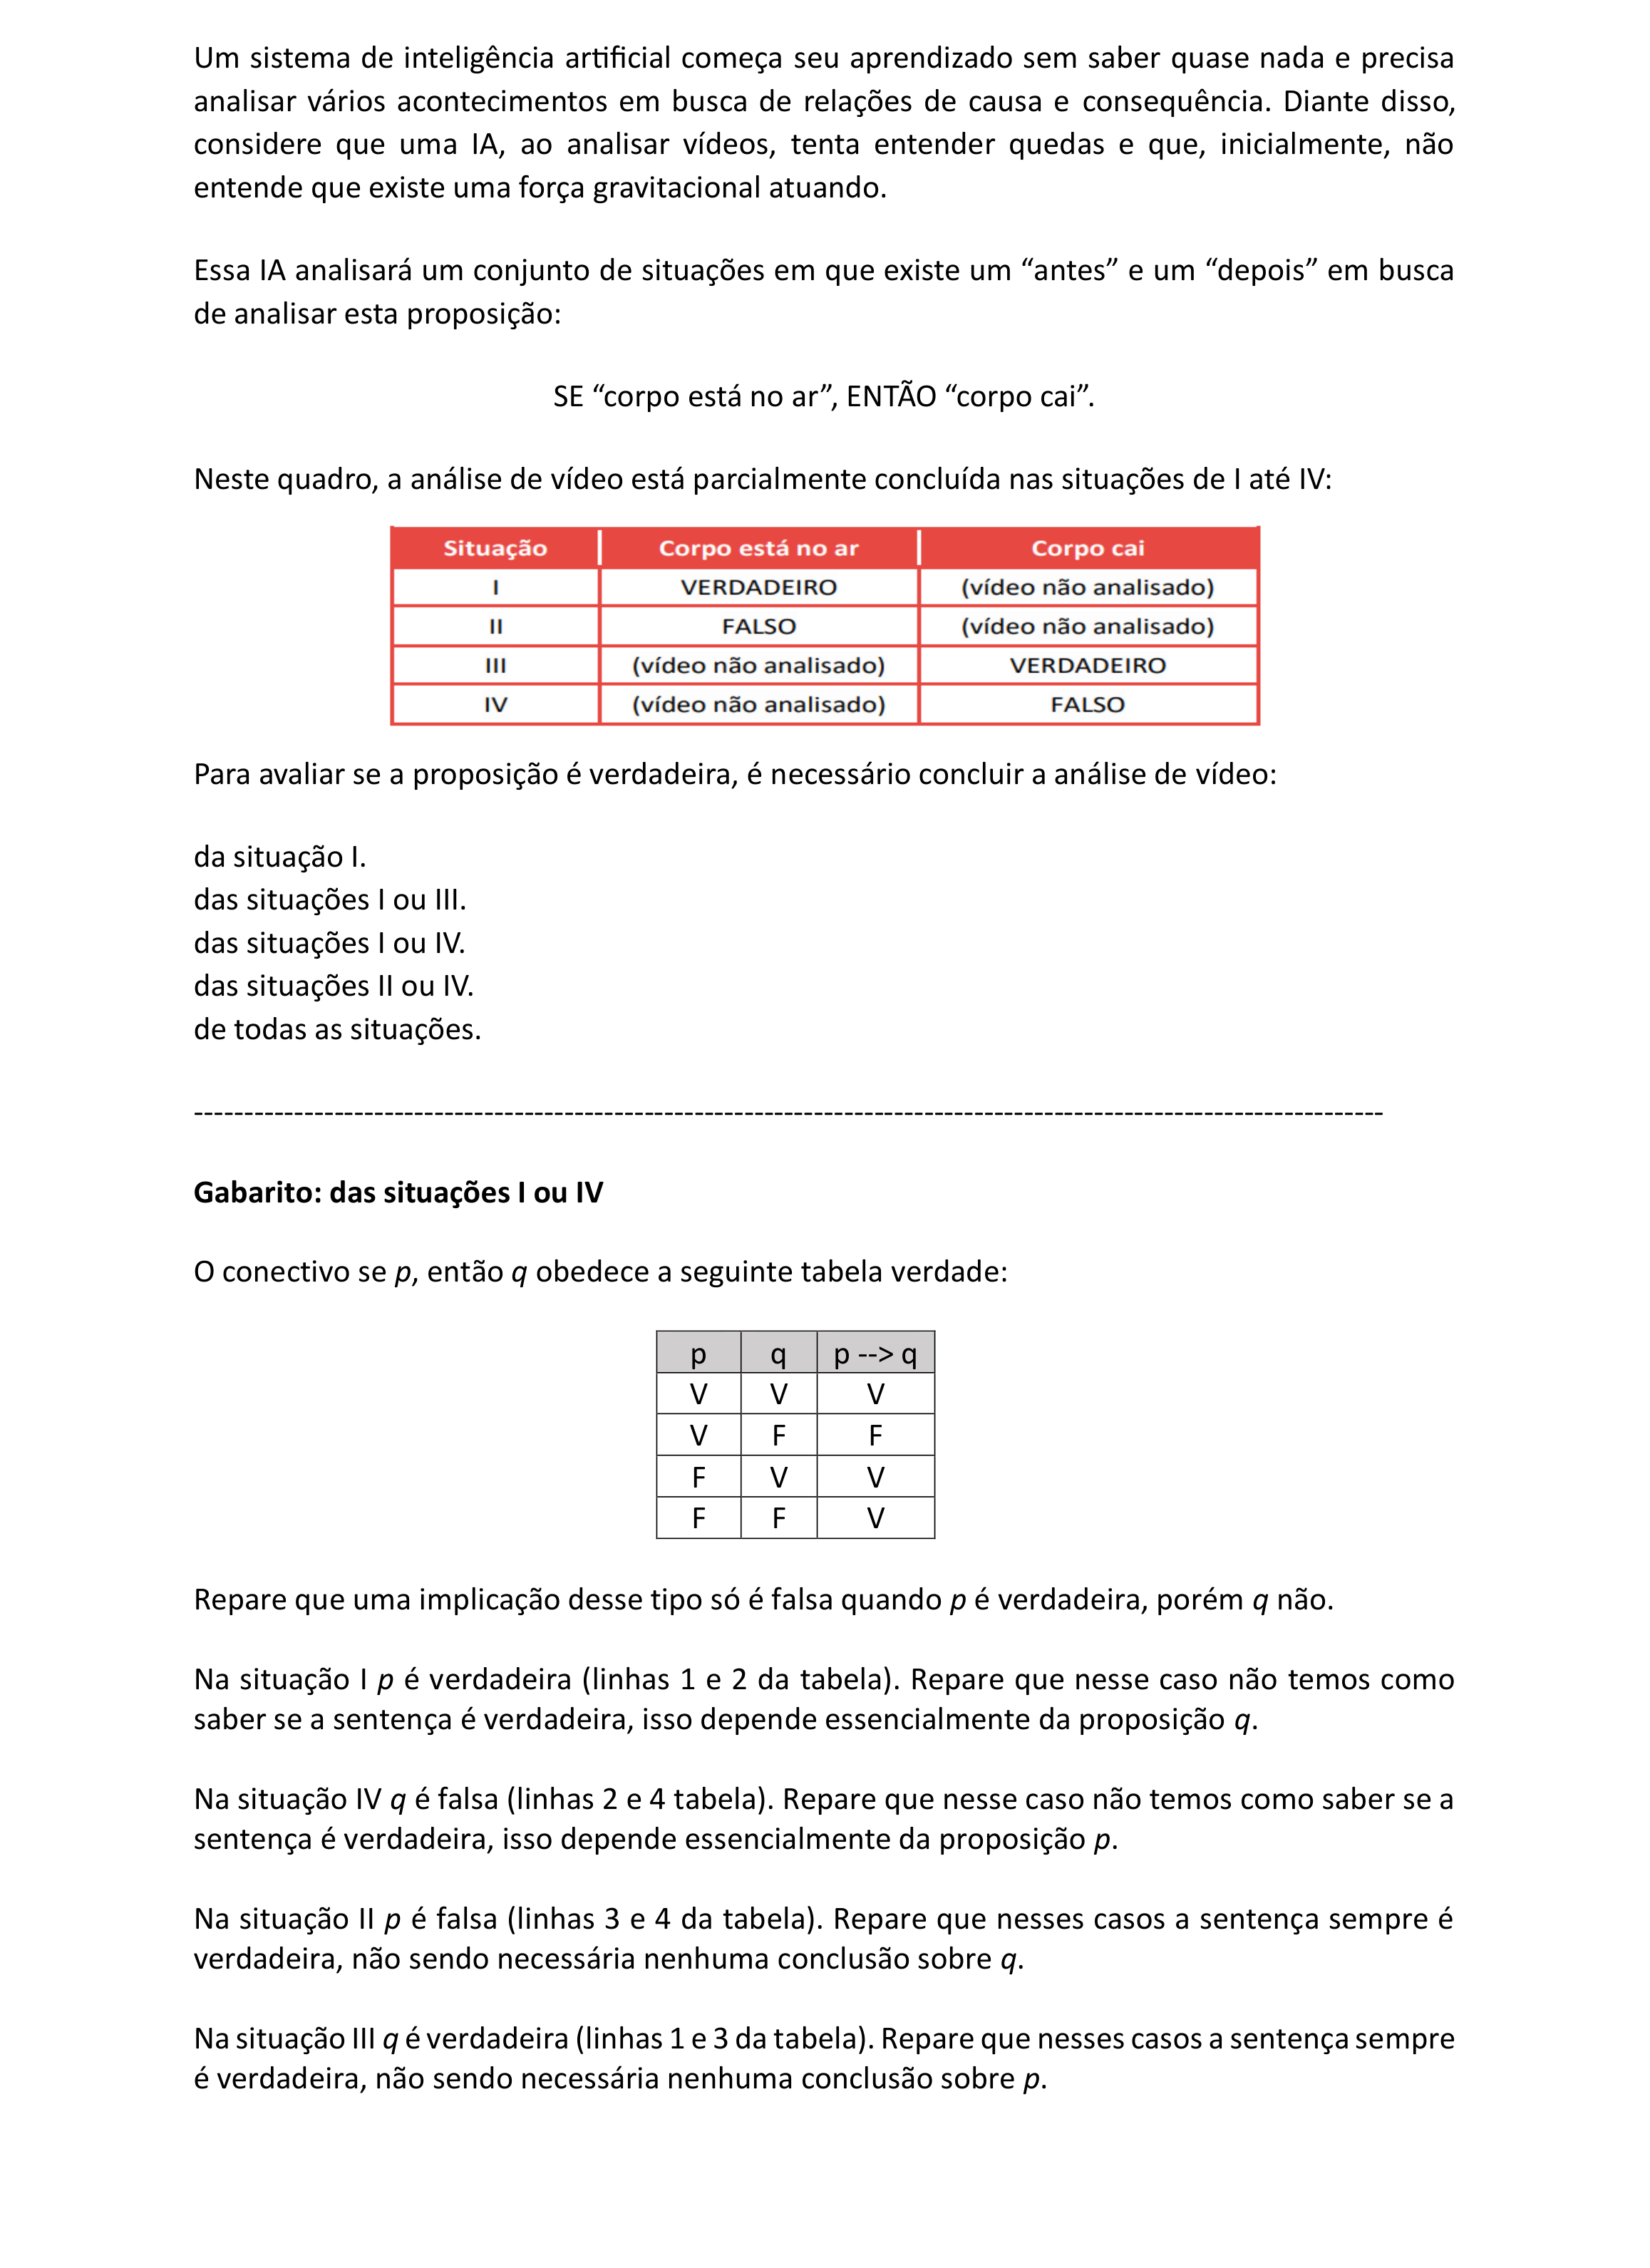 Um sistema de inteligência artificial começa seu aprendizado sem saber quase nada e precisa
analisar vários acontecimentos em busca de relações de causa e consequência. Diante disso,
considere que uma IA, ao analisar vídeos, tenta entender quedas e que, inicialmente, não
entende que existe uma força gravitacional atuando.
Essa IA analisará um conjunto de situações em que existe um “antes” e um “depois” em busca
de analisar esta proposição:
SE “corpo está no ar”, ENTÃO “corpo cai”.
Neste quadro, a análise de vídeo está parcialmente concluída nas situações de I até IV:
Situação Corpo está no ar Corpo cai
I VERDADEIRO (vídeo não analisado)
II FALSO (vídeo não analisado)
III (vídeo não analisado) VERDADEIRO
IV (vídeo não analisado) FALSO
Para avaliar se a proposição é verdadeira, é necessário concluir a análise de vídeo:
da situação I.
das situações I ou III.
das situações I ou IV.
das situações II ou IV.
de todas as situações.
-----------------------------------------------------------------------------------------------------------------------
Gabarito: das situações I ou IV
O conectivo se p, então q obedece a seguinte tabela verdade:
p q p --> q
V V V
V F F
F V V
F F V
Repare que uma implicação desse tipo só é falsa quando p é verdadeira, porém q não.
Na situação I p é verdadeira (linhas 1 e 2 da tabela). Repare que nesse caso não temos como
saber se a sentença é verdadeira, isso depende essencialmente da proposição q.
Na situação IV q é falsa (linhas 2 e 4 tabela). Repare que nesse caso não temos como saber se a
sentença é verdadeira, isso depende essencialmente da proposição p.
Na situação II p é falsa (linhas 3 e 4 da tabela). Repare que nesses casos a sentença sempre é
verdadeira, não sendo necessária nenhuma conclusão sobre q.
Na situação III q é verdadeira (linhas 1 e 3 da tabela). Repare que nesses casos a sentença sempre
é verdadeira, não sendo necessária nenhuma conclusão sobre p.